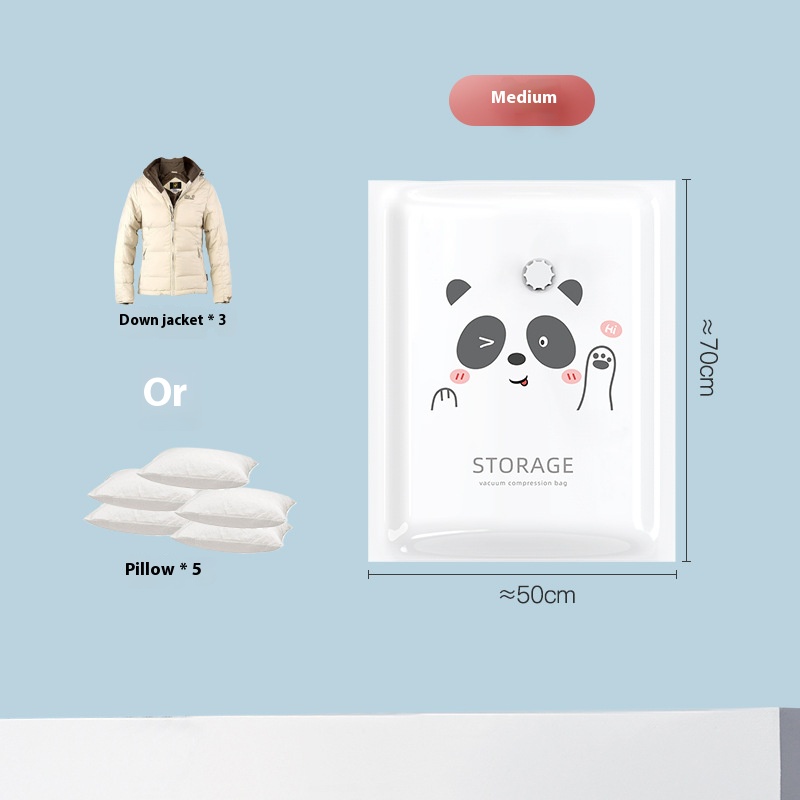 Medium
Down jacket * 3
Or
Pillow * 5
Hi
STORAGE
vacuum compression bag
≈70cm
≈50cm